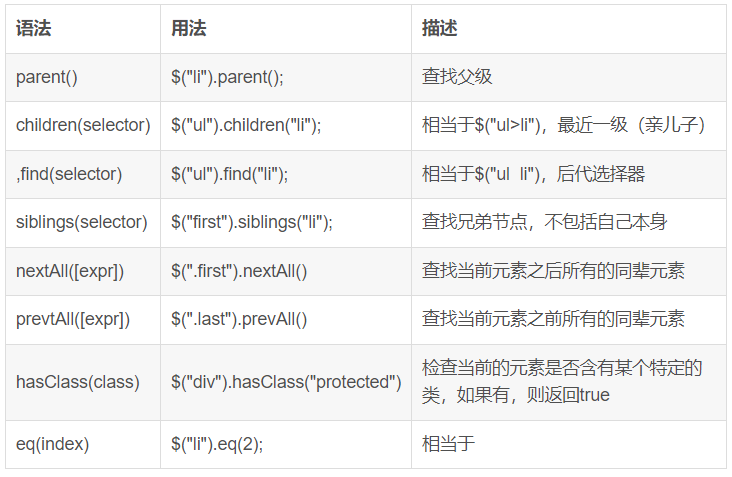 语法 用法 描述
parent() $("li").parent(); 查找父级
children(selector) $("ul").children("li"); 相当于$("ul>li")，最近一级（亲儿子）
,find(selector) $("ul").find("li"); 相当于$("ul  li")，后代选择器
siblings(selector) $("first").siblings("li"); 查找兄弟节点，不包括自己本身
nextAll([expr]) $(".first").nextAll() 查找当前元素之后所有的同辈元素
prevtAll([expr]) $(".last").prevAll() 查找当前元素之前所有的同辈元素
hasClass(class) $("div").hasClass("protected") 检查当前的元素是否含有某个特定的
类，如果有，则返回true
eq(index) $("li").eq(2); 相当于